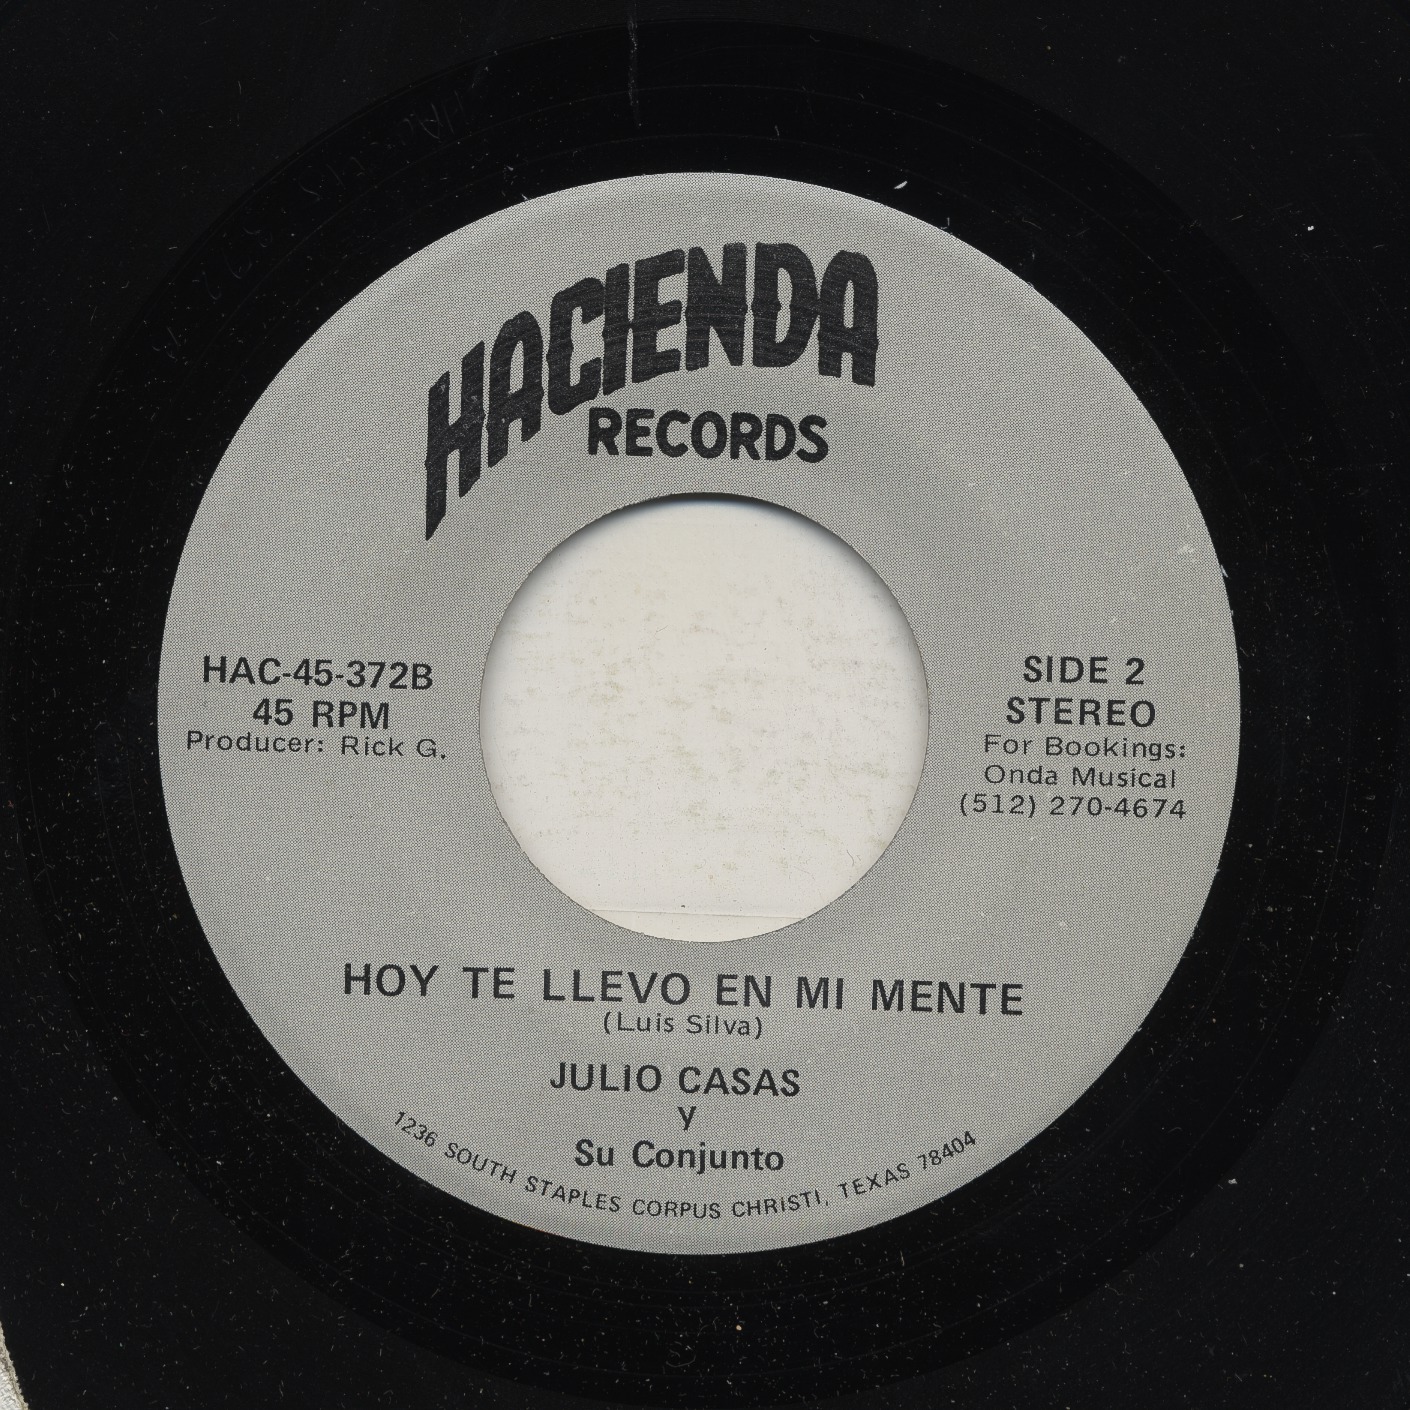 HACIENDA
RECORDS
HAC-45-372B
45 RPM
Producer: Rick G.
SIDE 2
STEREO
For Bookings:
Onda Musical
(512) 270-4674
HOY TE LLEVO EN MI MENTE
(Luis Silva)
JULIO CASAS
y
Su Conjunto
1236 SOUTH STAPLES CORPUS CHRISTI, TEXAS 78404